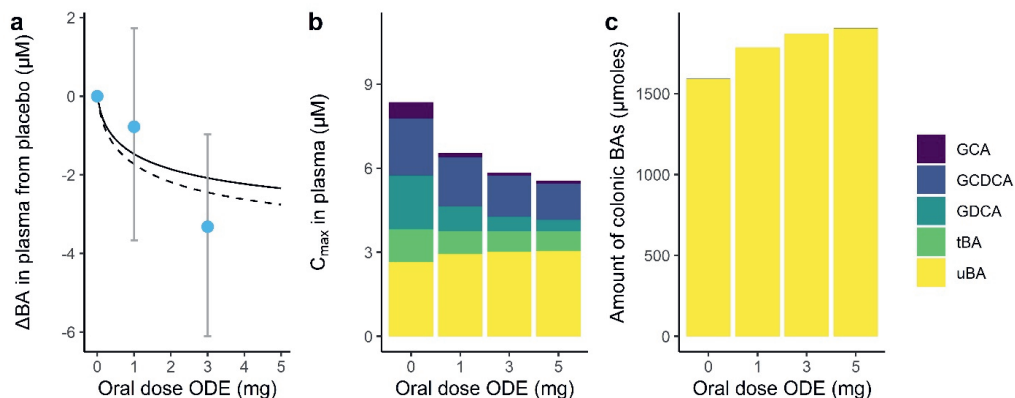 a
ΔBA in plasma from placebo (μM)
2
0
-2
-4
-6
0 1 2 3 4 5
Oral dose ODE (mg)
b
Cmax in plasma (μM)
9
6
3
0
0 1 3 5
Oral dose ODE (mg)
c
Amount of colonic BAs (μmoles)
1500
1000
500
0
0 1 3 5
Oral dose ODE (mg)
GCA
GCDCA
GDCA
tBA
uBA